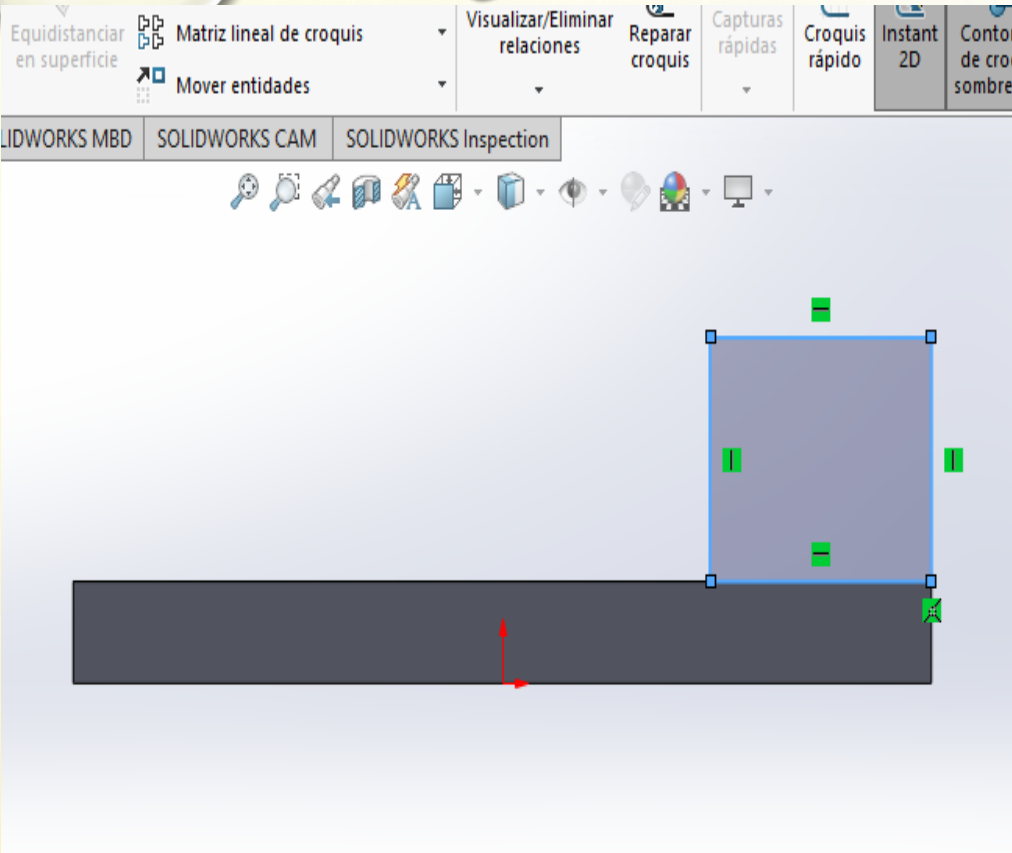 Equidistanciar
en superficie
Matriz lineal de croquis
Mover entidades
Visualizar/Eliminar
relaciones
Reparar
croquis
Capturas
rápidas
Croquis
rápido
Instant
2D
Conto
de cro
sombre
LIDWORKS MBD
SOLIDWORKS CAM
SOLIDWORKS Inspection